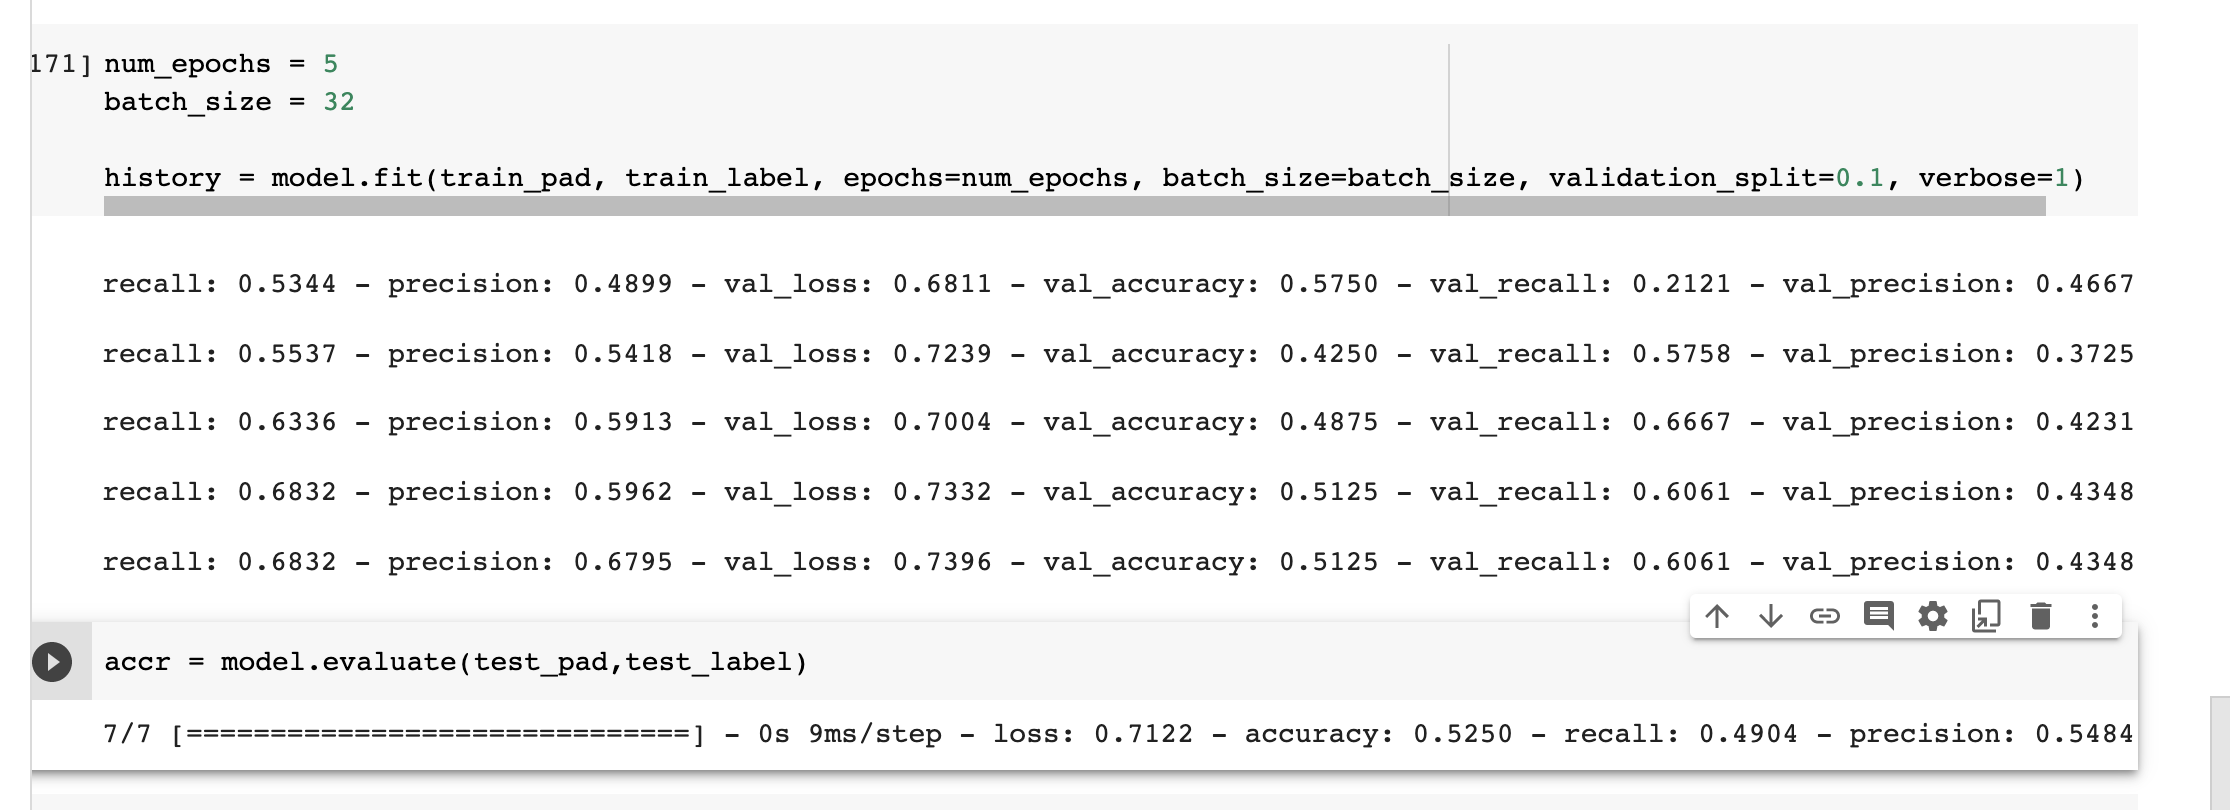 171] num_epochs = 5
batch_size = 32
history = model.fit(train_pad, train_label, epochs=num_epochs, batch_size=batch_size, validation_split=0.1, verbose=1)
recall: 0.5344 - precision: 0.4899 - val_loss: 0.6811 - val_accuracy: 0.5750 - val_recall: 0.2121 - val_precision: 0.4667
recall: 0.5537 - precision: 0.5418 - val_loss: 0.7239 - val_accuracy: 0.4250 - val_recall: 0.5758 - val_precision: 0.3725
recall: 0.6336 - precision: 0.5913 - val_loss: 0.7004 - val_accuracy: 0.4875 - val_recall: 0.6667 - val_precision: 0.4231
recall: 0.6832 - precision: 0.5962 - val_loss: 0.7332 - val_accuracy: 0.5125 - val_recall: 0.6061 - val_precision: 0.4348
recall: 0.6832 - precision: 0.6795 - val_loss: 0.7396 - val_accuracy: 0.5125 - val_recall: 0.6061 - val_precision: 0.4348
accr = model.evaluate(test_pad,test_label)
7/7 [==============================] - 0s 9ms/step - loss: 0.7122 - accuracy: 0.5250 - recall: 0.4904 - precision: 0.5484